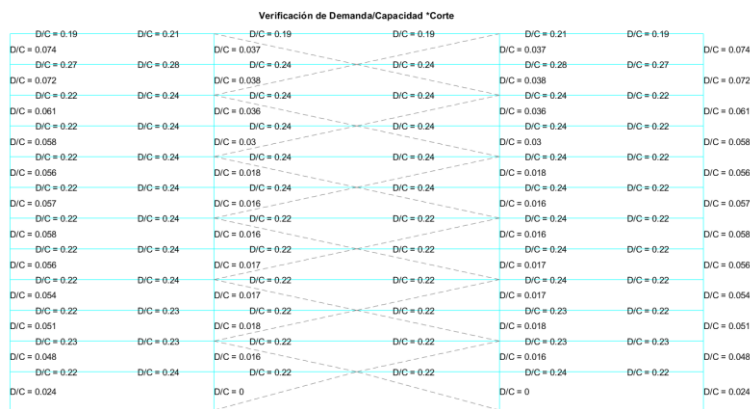 Verificación de Demanda/Capacidad *Corte
D/C = 0.19 D/C = 0.21 D/C = 0.19 D/C = 0.19 D/C = 0.21 D/C = 0.19
D/C = 0.074 D/C = 0.037 D/C = 0.037 D/C = 0.074
D/C = 0.27 D/C = 0.28 D/C = 0.24 D/C = 0.24 D/C = 0.28 D/C = 0.27
D/C = 0.072 D/C = 0.038 D/C = 0.038 D/C = 0.072
D/C = 0.22 D/C = 0.24 D/C = 0.24 D/C = 0.24 D/C = 0.24 D/C = 0.22
D/C = 0.061 D/C = 0.036 D/C = 0.036 D/C = 0.061
D/C = 0.22 D/C = 0.24 D/C = 0.24 D/C = 0.24 D/C = 0.24 D/C = 0.22
D/C = 0.058 D/C = 0.03 D/C = 0.03 D/C = 0.058
D/C = 0.22 D/C = 0.24 D/C = 0.24 D/C = 0.24 D/C = 0.24 D/C = 0.22
D/C = 0.056 D/C = 0.018 D/C = 0.018 D/C = 0.056
D/C = 0.22 D/C = 0.24 D/C = 0.24 D/C = 0.24 D/C = 0.24 D/C = 0.22
D/C = 0.057 D/C = 0.016 D/C = 0.016 D/C = 0.057
D/C = 0.22 D/C = 0.24 D/C = 0.22 D/C = 0.22 D/C = 0.24 D/C = 0.22
D/C = 0.058 D/C = 0.016 D/C = 0.016 D/C = 0.058
D/C = 0.22 D/C = 0.24 D/C = 0.22 D/C = 0.22 D/C = 0.24 D/C = 0.22
D/C = 0.056 D/C = 0.017 D/C = 0.017 D/C = 0.056
D/C = 0.22 D/C = 0.24 D/C = 0.22 D/C = 0.22 D/C = 0.24 D/C = 0.22
D/C = 0.054 D/C = 0.017 D/C = 0.017 D/C = 0.054
D/C = 0.22 D/C = 0.23 D/C = 0.22 D/C = 0.22 D/C = 0.23 D/C = 0.22
D/C = 0.051 D/C = 0.018 D/C = 0.018 D/C = 0.051
D/C = 0.23 D/C = 0.23 D/C = 0.22 D/C = 0.22 D/C = 0.23 D/C = 0.23
D/C = 0.048 D/C = 0.016 D/C = 0.016 D/C = 0.048
D/C = 0.22 D/C = 0.24 D/C = 0.22 D/C = 0.22 D/C = 0.24 D/C = 0.22
D/C = 0.024 D/C = 0 D/C = 0 D/C = 0.024